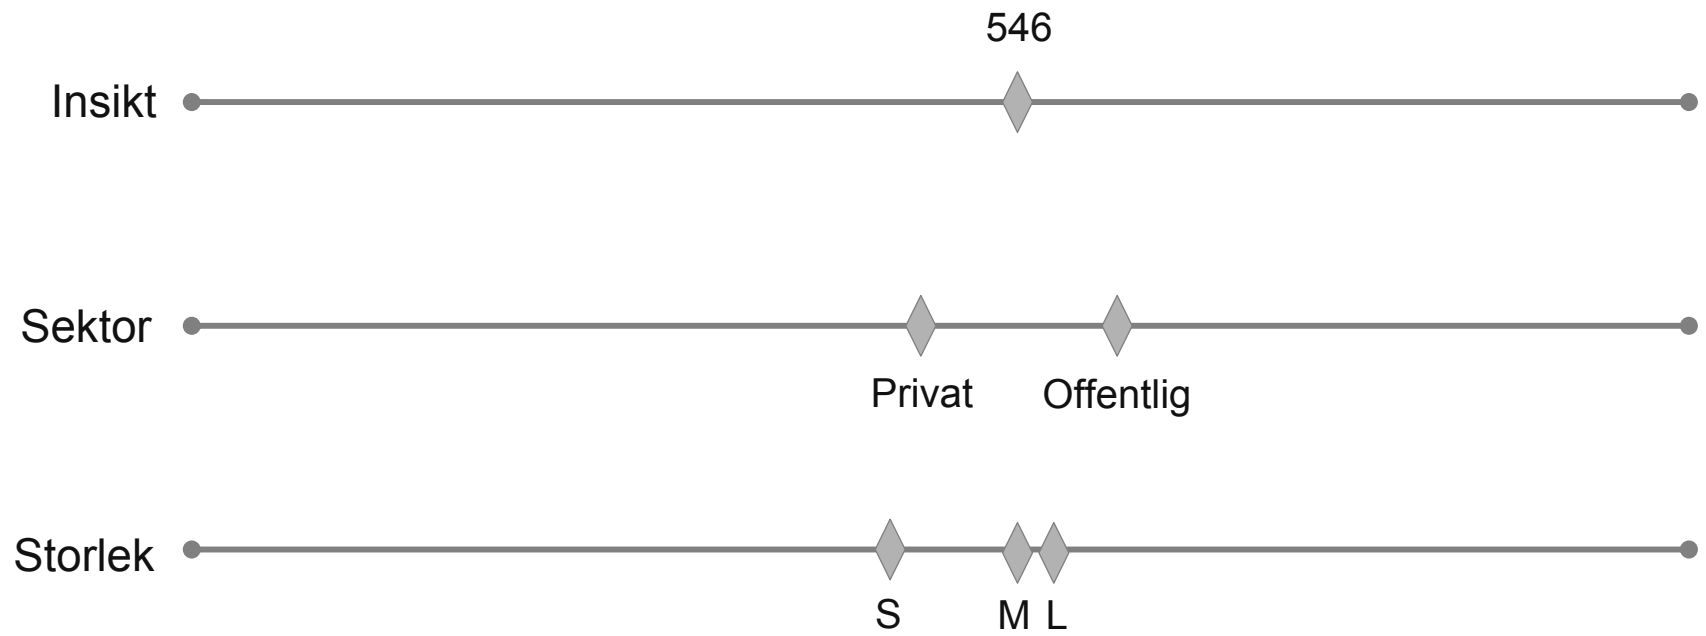 546
Insikt
Sektor
Privat Offentlig
Storlek
S M L